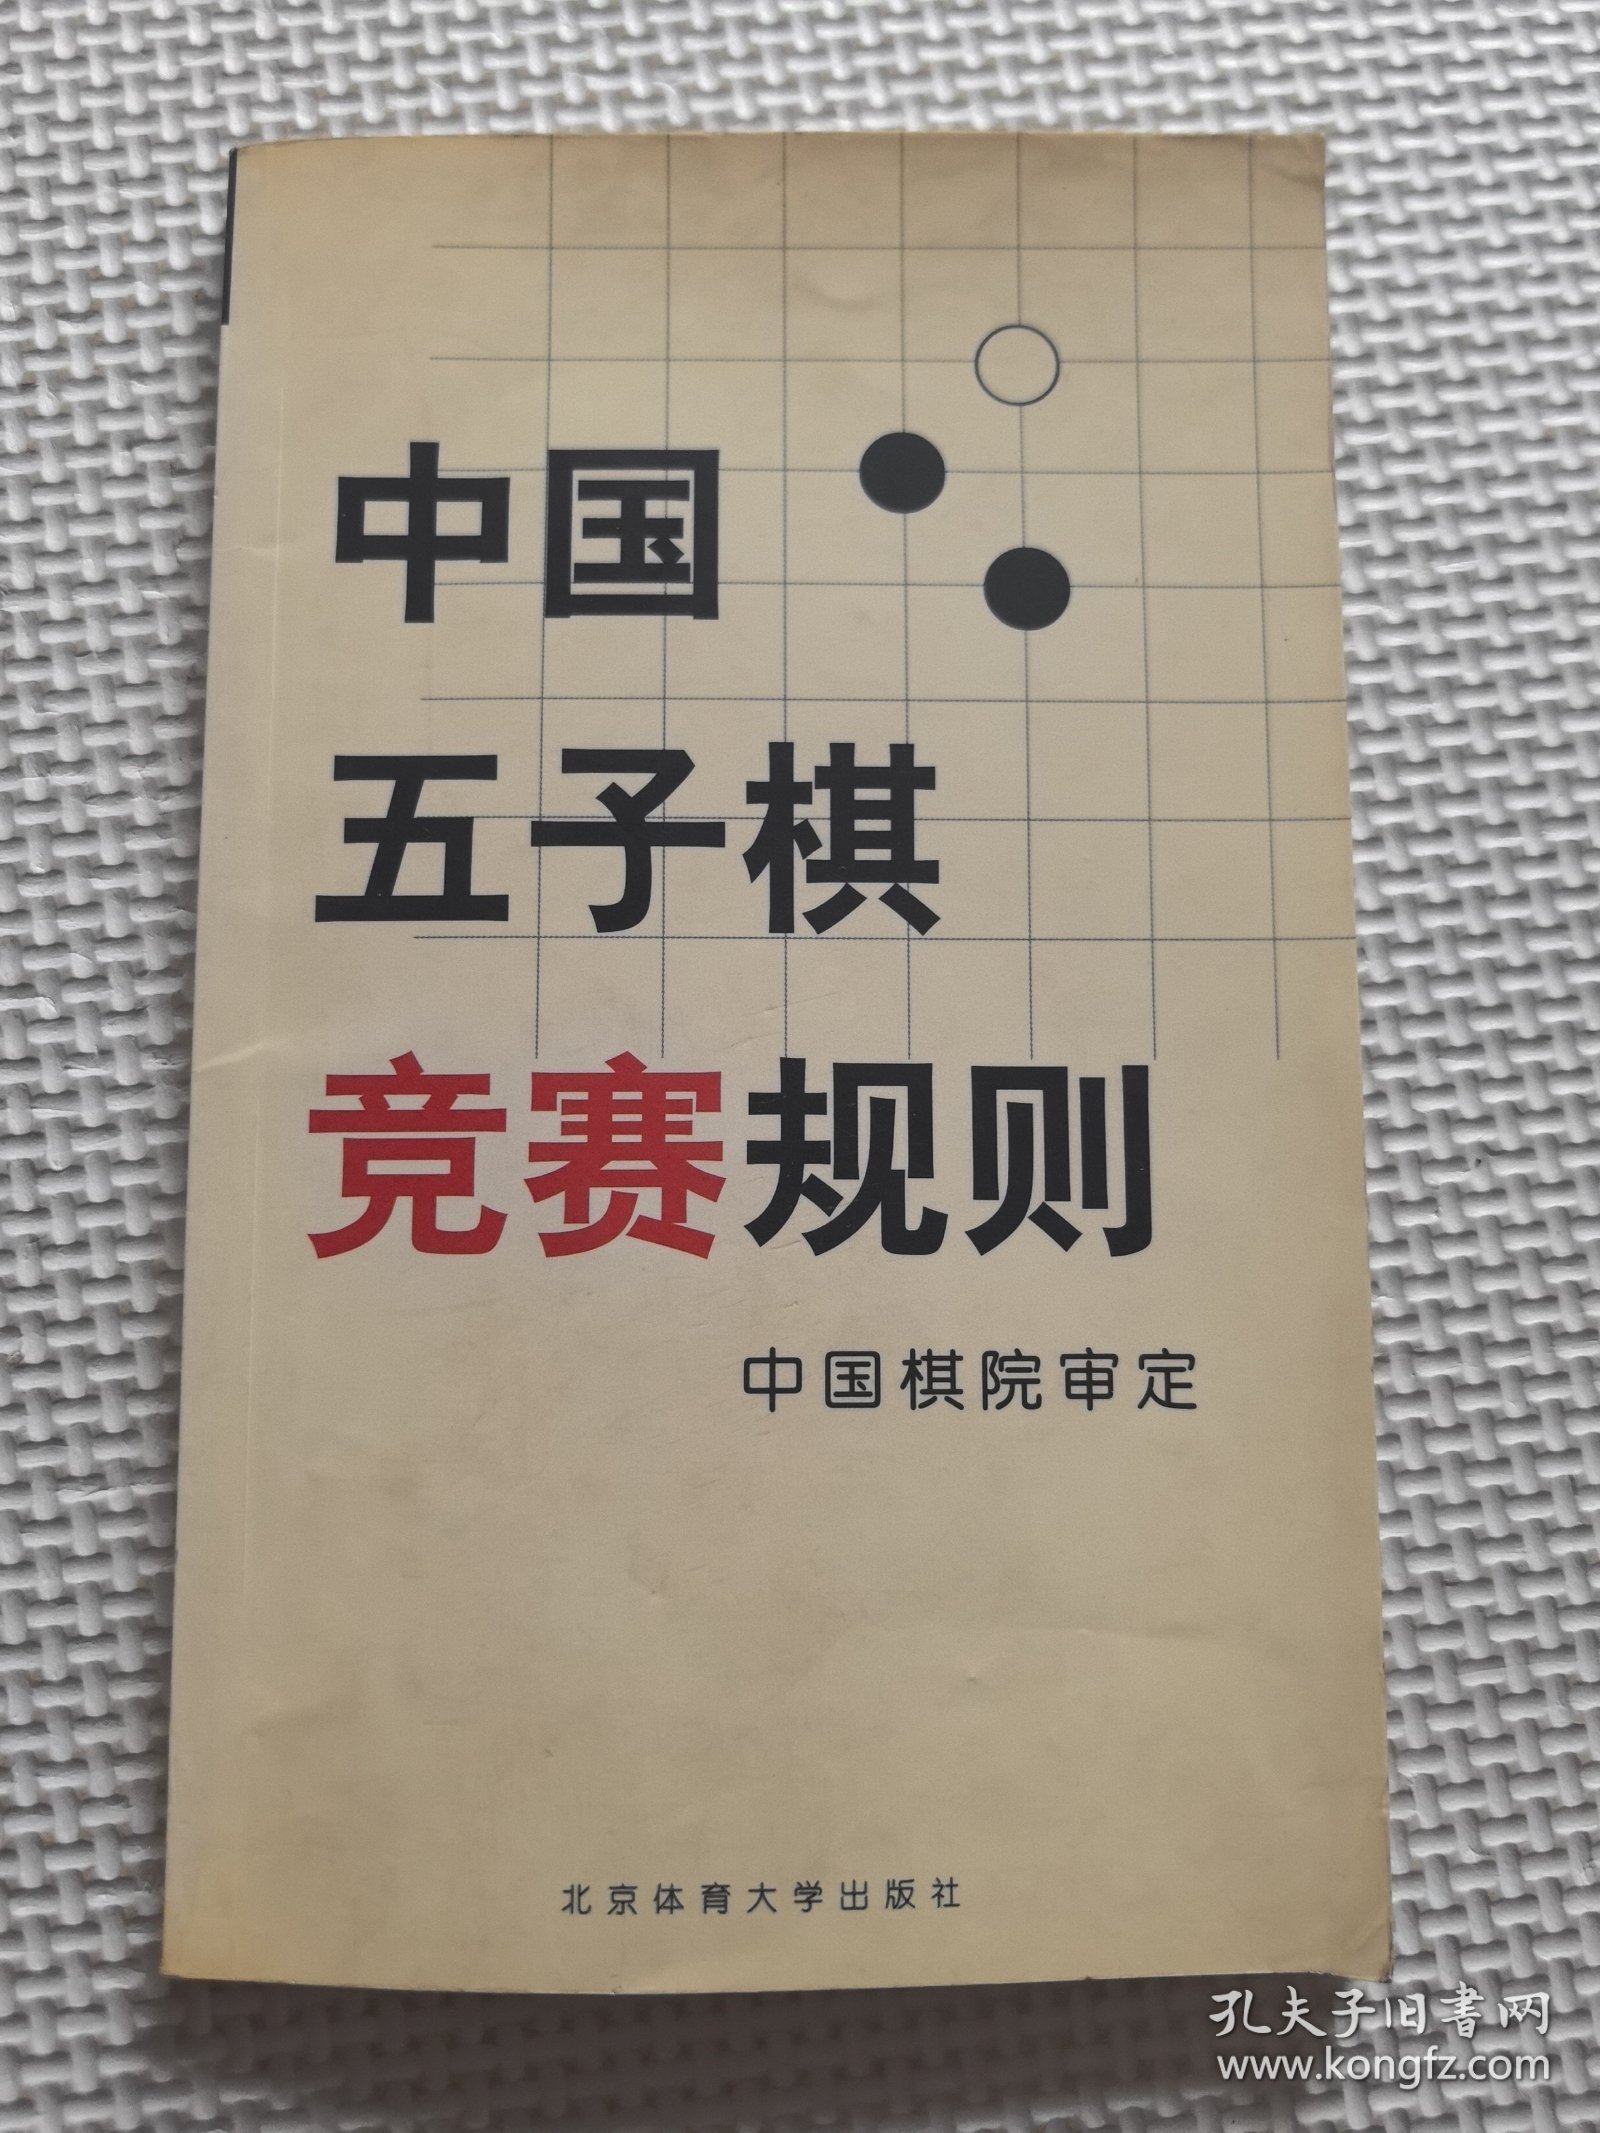 中国
五子棋
竞赛规则
中国棋院审定
北京体育大学出版社
孔夫子旧书网
www.kongfz.com